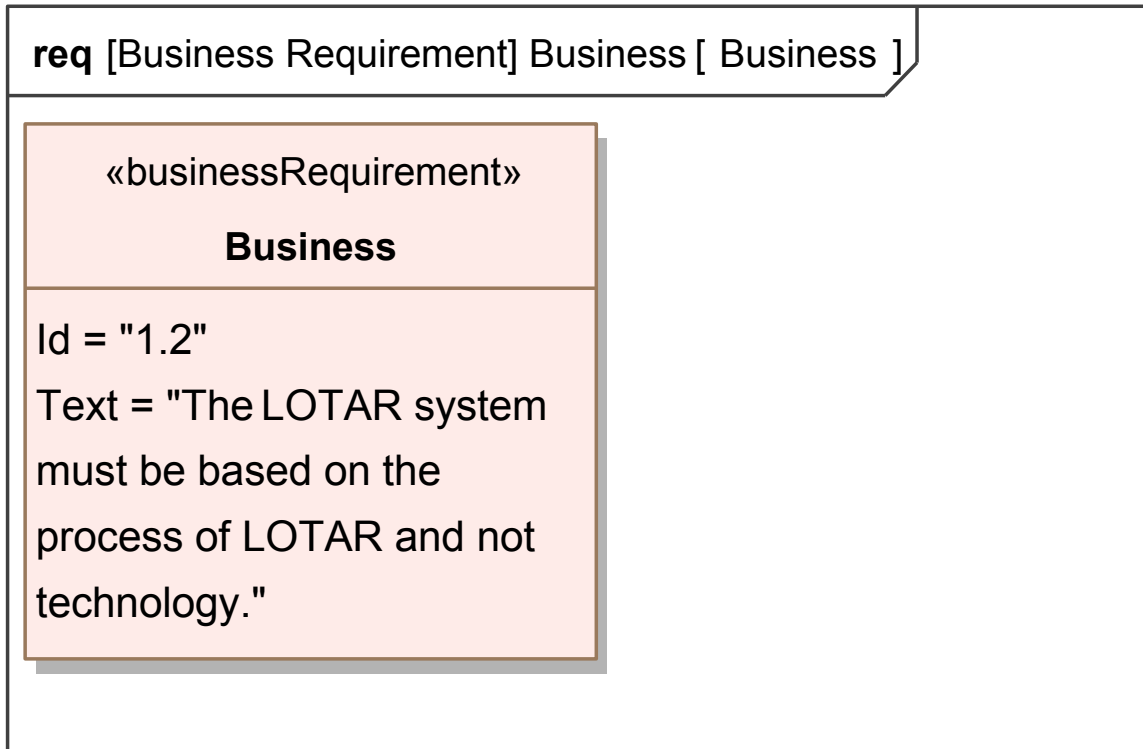 req [Business Requirement] Business [ Business ]
«businessRequirement»
Business
Id = "1.2"
Text = "The LOTAR system
must be based on the
process of LOTAR and not
technology."